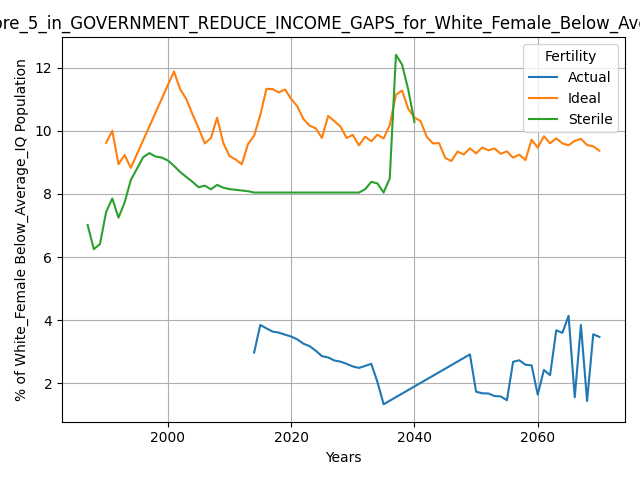 ore_5_in_GOVERNMENT_REDUCE_INCOME_GAPS_for_White_Female_Below_Ave
% of White_Female Below_Average_IQ Population
12
10
8
6
4
2
2000
2020
2040
2060
Years
Fertility
Actual
Ideal
Sterile